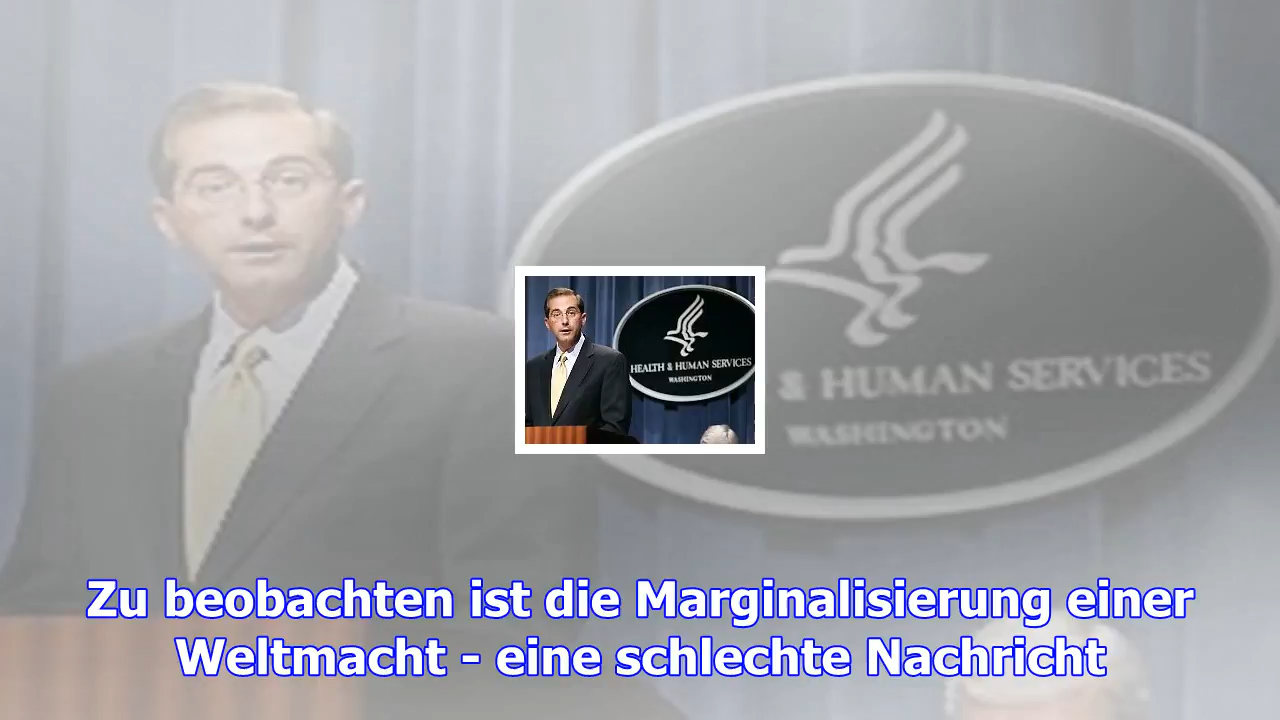 HEALTH & HUMAN SERVICES
WASHINGTON
& HUMAN SERVICES
WASHINGTON
Zu beobachten ist die Marginalisierung einer
Weltmacht - eine schlechte Nachricht